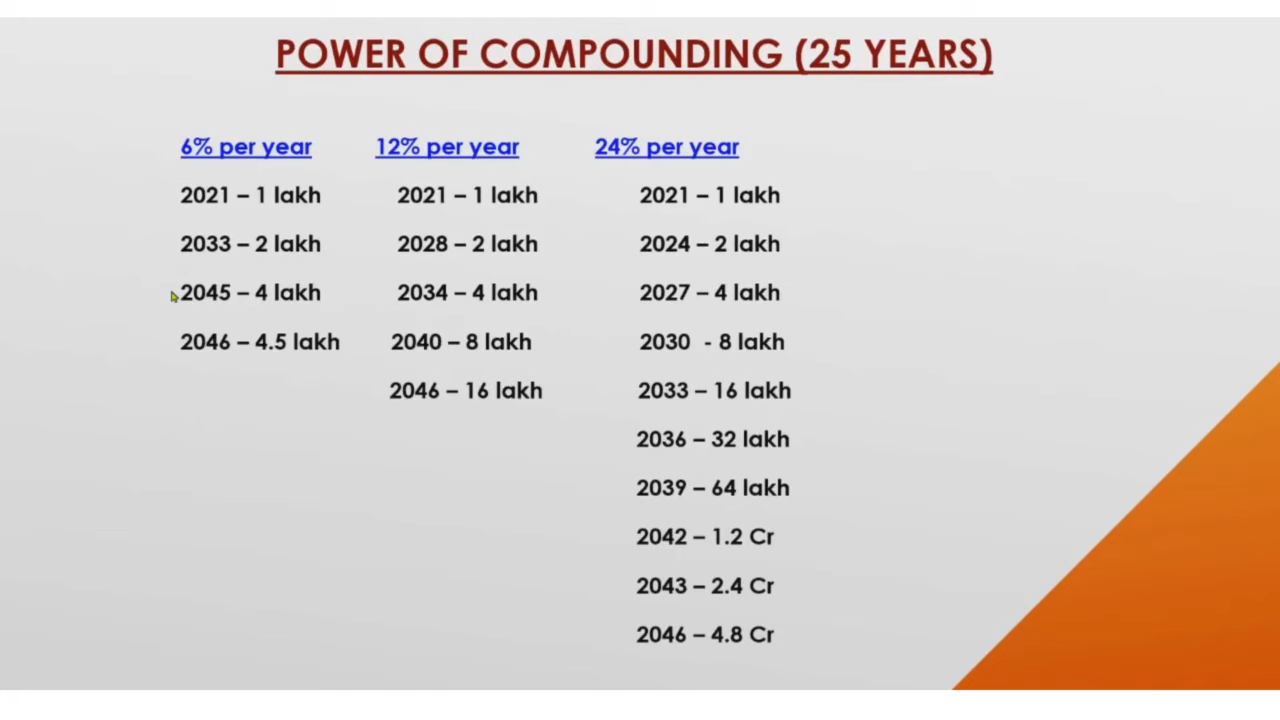 POWER OF COMPOUNDING (25 YEARS)
6% per year
2021 – 1 lakh
2033 – 2 lakh
2045 – 4 lakh
2046 – 4.5 lakh
12% per year
2021 – 1 lakh
2028 – 2 lakh
2034 – 4 lakh
2040 – 8 lakh
2046 – 16 lakh
24% per year
2021 – 1 lakh
2024 – 2 lakh
2027 – 4 lakh
2030 - 8 lakh
2033 – 16 lakh
2036 – 32 lakh
2039 – 64 lakh
2042 – 1.2 Cr
2043 – 2.4 Cr
2046 – 4.8 Cr